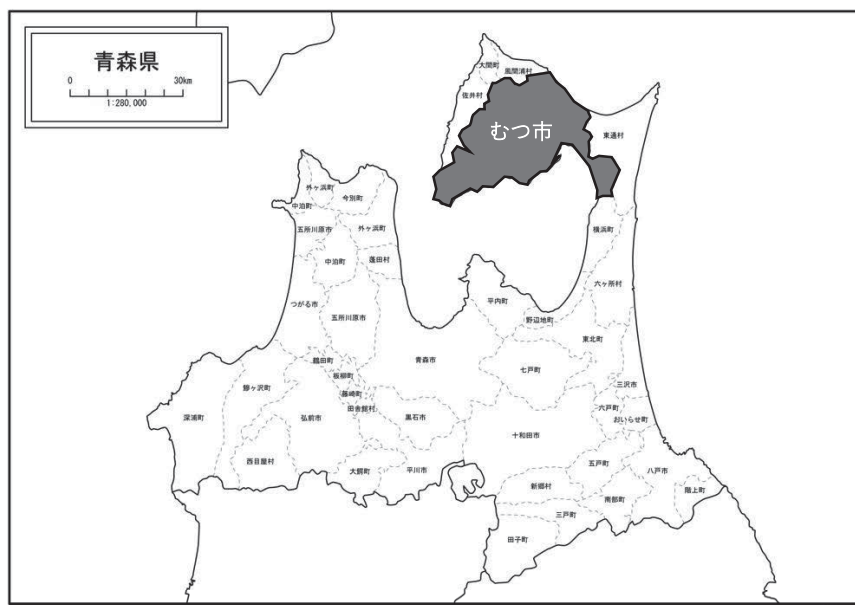 青森県
0 30km
1:280,000
大間町
風間浦村
佐井村
むつ市
東通村
外ヶ浜町
今別町
中泊町
五所川原市
外ヶ浜町
中泊町
蓬田村
横浜町
六ヶ所村
つがる市
五所川原市
平内町
野辺地町
東北町
青森市
鶴田町
板柳町
七戸町
三沢市
鰺ヶ沢町
藤崎町
田舎館村
六戸町
おいらせ町
深浦町
弘前市
黒石市
十和田市
西目屋村
大鰐町
平川市
五戸町
八戸市
新郷村
南部町
階上町
三戸町
田子町